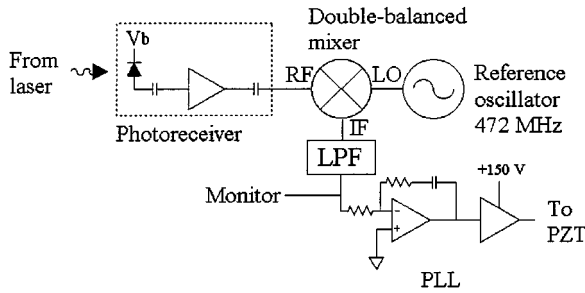 Double-balanced
mixer
Vb
From
laser
RF
LO
Reference
oscillator
472 MHz
Photoreceiver
IF
LPF
Monitor
+150 V
-
+
To
PZT
PLL